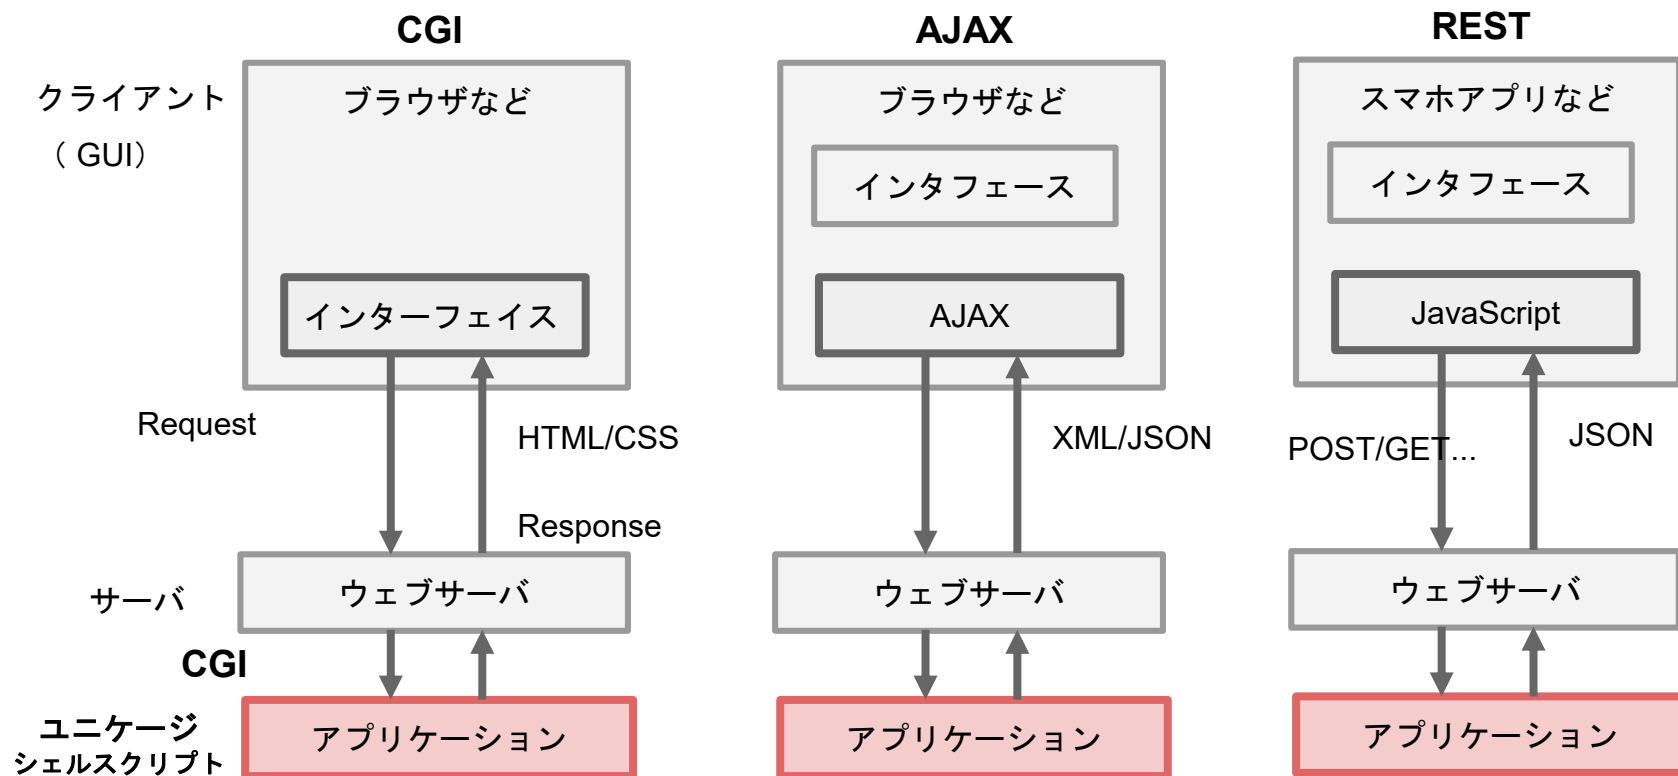 CGI
AJAX
REST
クライアント
（ GUI）
ブラウザなど
ブラウザなど
スマホアプリなど
インタフェース
インタフェース
インターフェイス
AJAX
JavaScript
Request
HTML/CSS
XML/JSON
POST/GET...
JSON
Response
サーバ
ウェブサーバ
ウェブサーバ
ウェブサーバ
CGI
ユニケージ
シェルスクリプト
アプリケーション
アプリケーション
アプリケーション